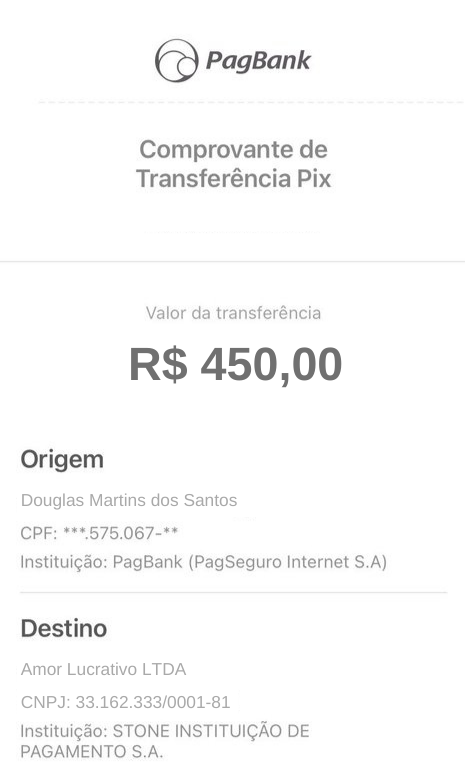 PagBank
Comprovante de
Transferência Pix
Valor da transferência
R$ 450,00
Origem
Douglas Martins dos Santos
CPF: ***.575.067-**
Instituição: PagBank (PagSeguro Internet S.A)
Destino
Amor Lucrativo LTDA
CNPJ: 33.162.333/0001-81
Instituição: STONE INSTITUIÇÃO DE
PAGAMENTO S.A.